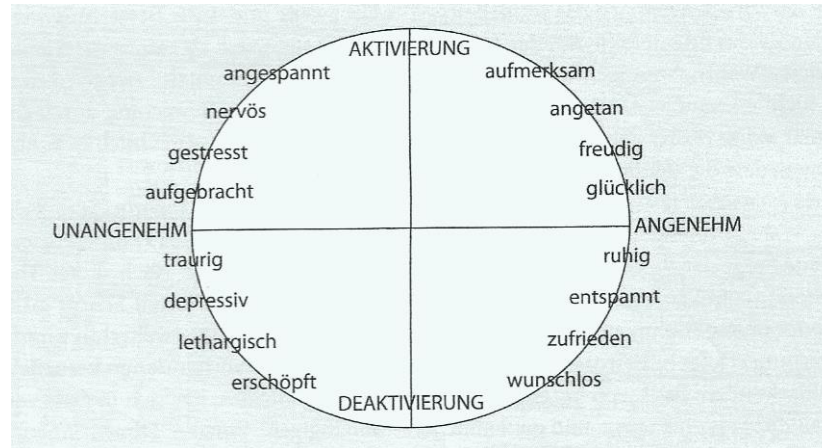 AKTIVIERUNG
angespannt aufmerksam
nervös angetan
gestresst freudig
aufgebracht glücklich
UNANGENEHM ANGENEHM
traurig ruhig
depressiv entspannt
lethargisch zufrieden
erschöpft wunschlos
DEAKTIVIERUNG